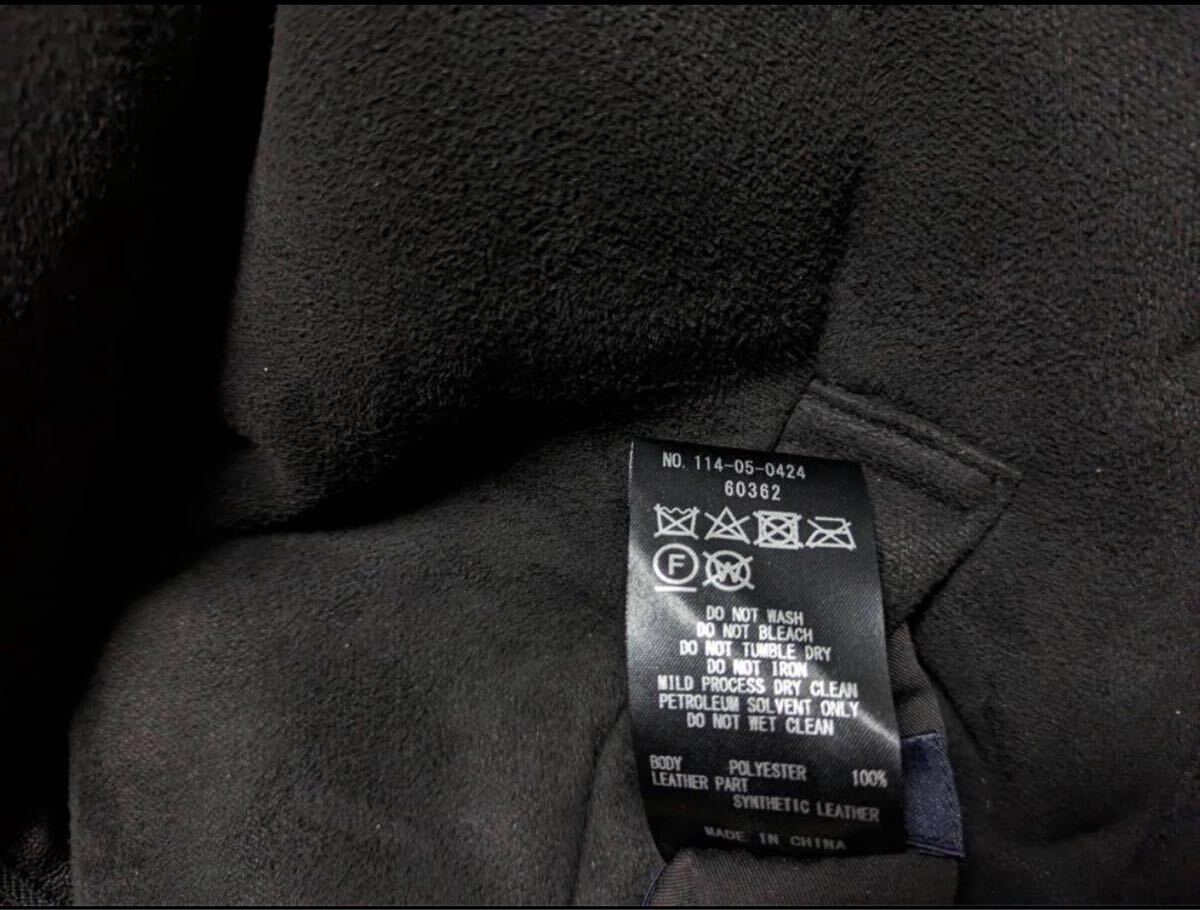 NO. 114-05-0424
60362
F W
DO NOT WASH
DO NOT BLEACH
DO NOT TUMBLE DRY
DO NOT IRON
MILD PROCESS DRY CLEAN
PETROLEUM SOLVENT ONLY
DO NOT WET CLEAN
BODY POLYESTER 100%
LEATHER PART
SYNTHETIC LEATHER
MADE IN CHINA